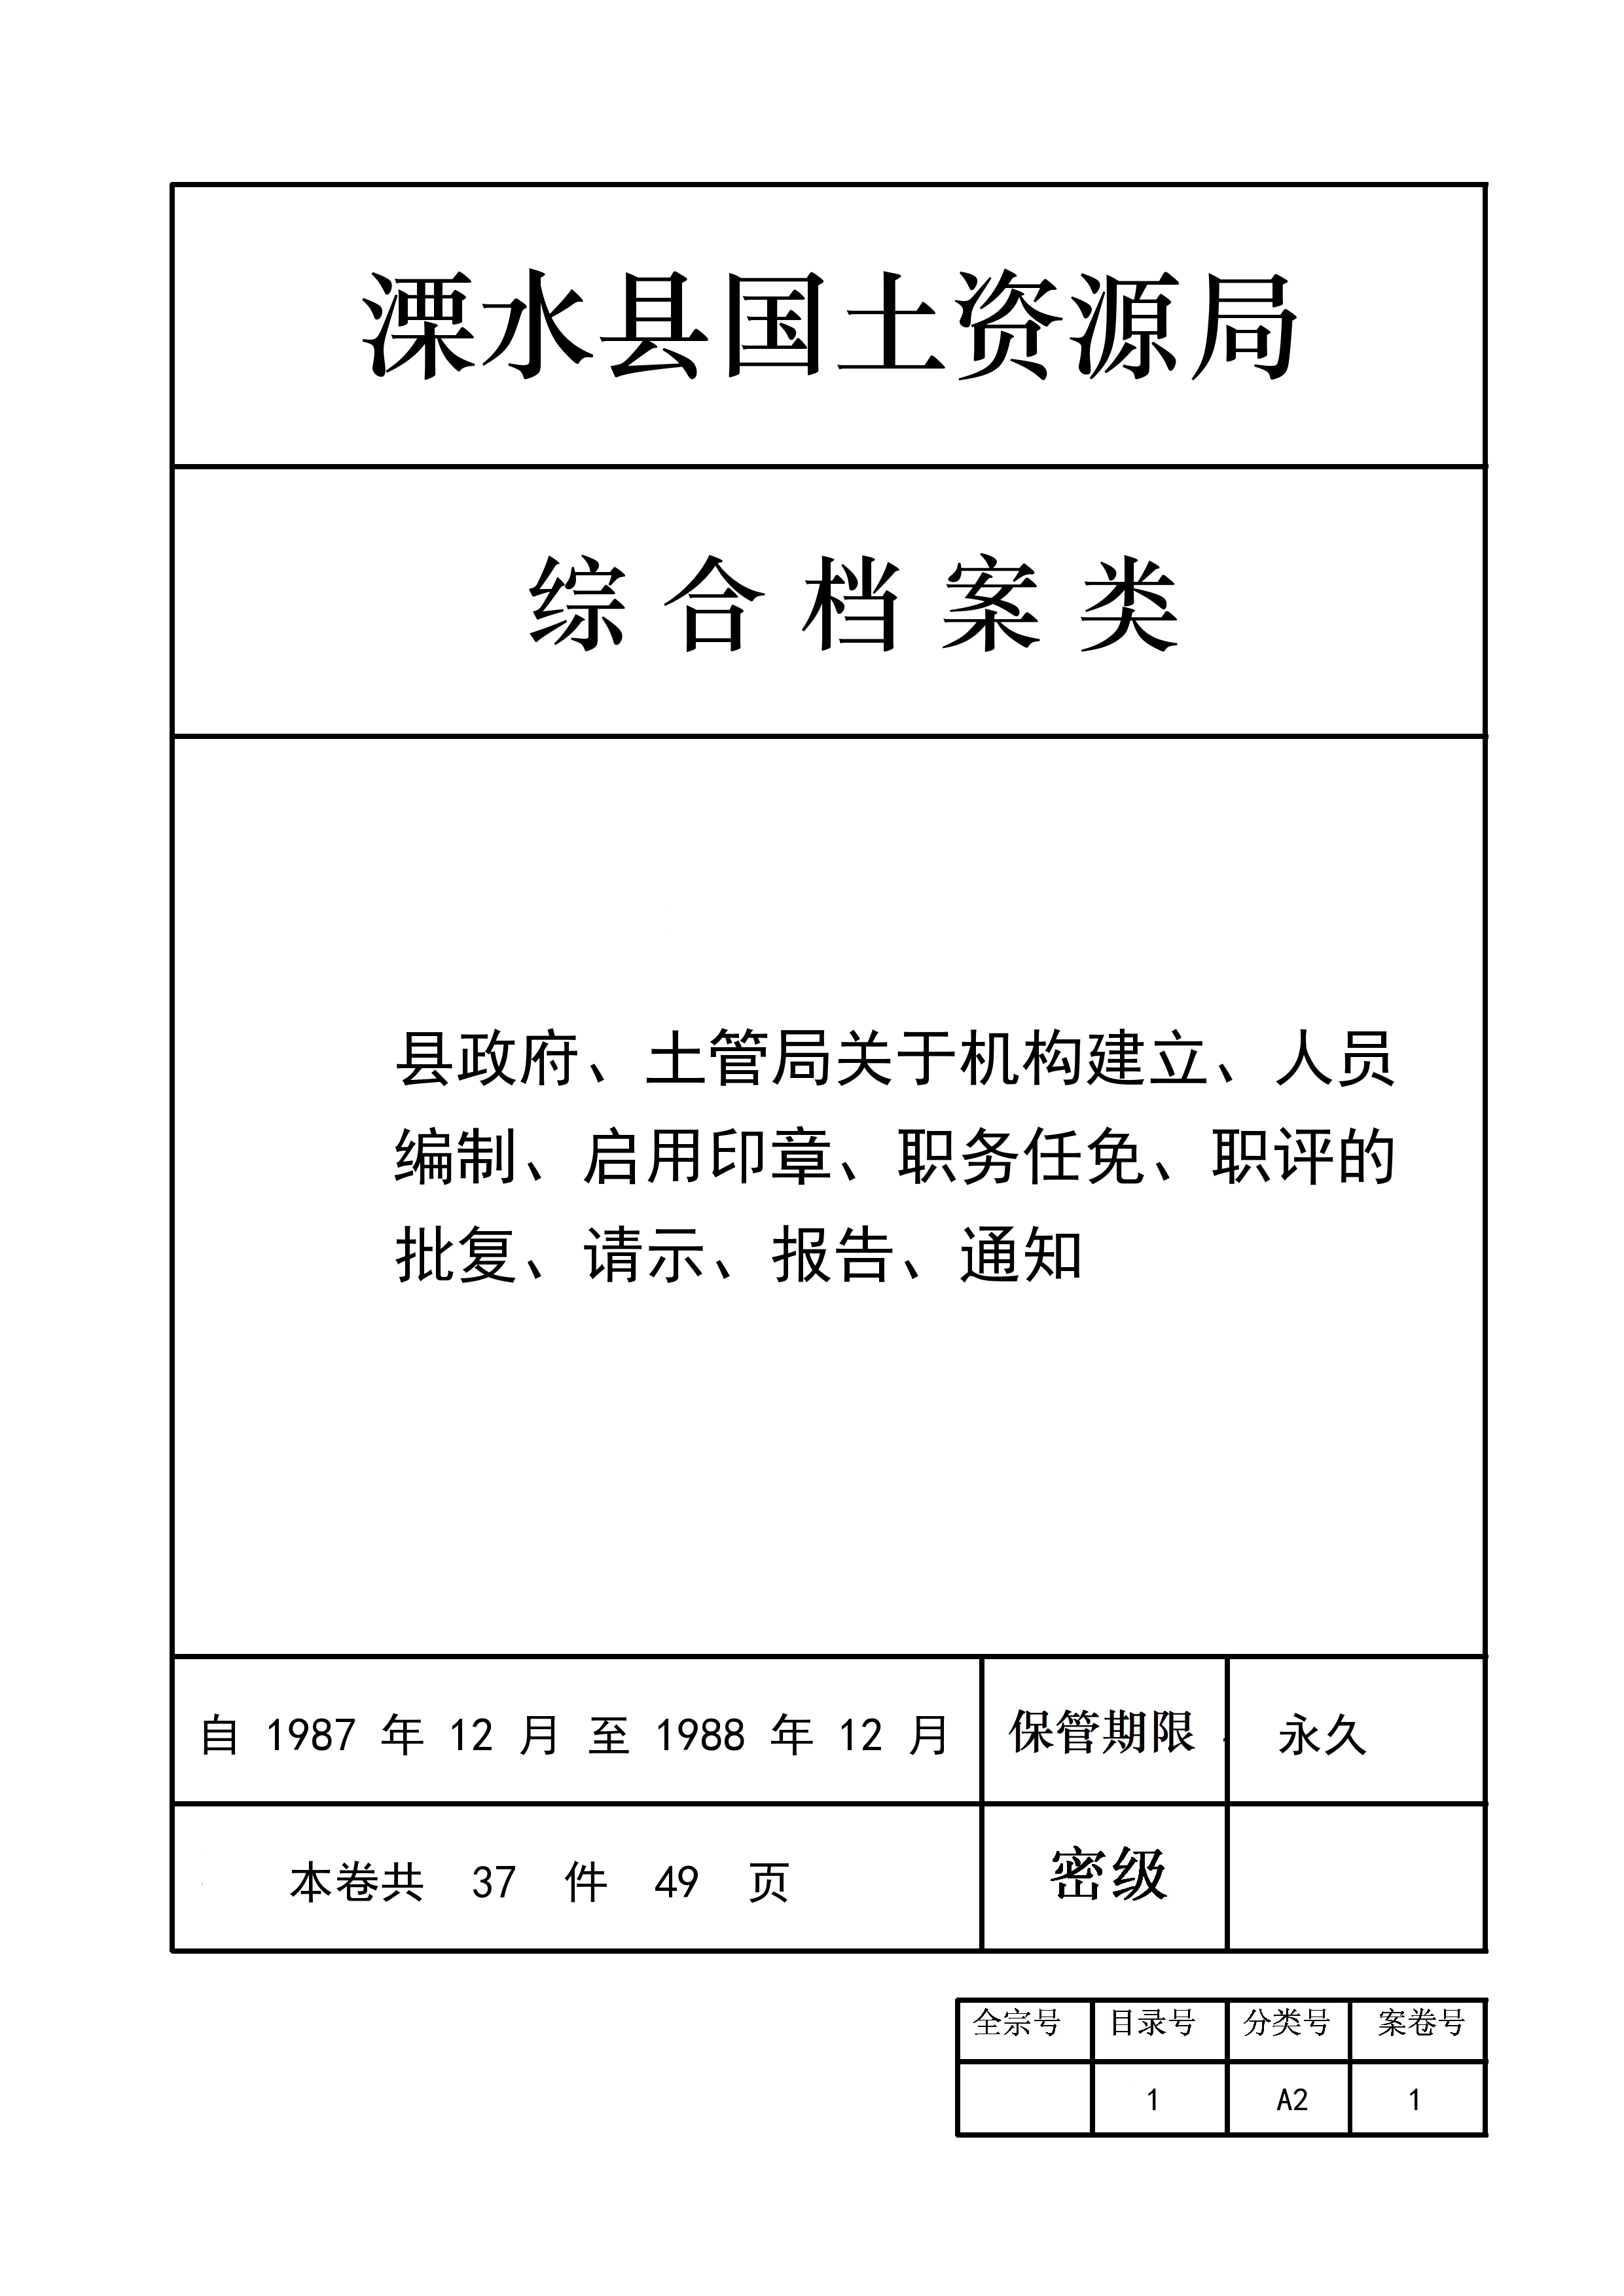 溧水县国土资源局
综合档案类
县政府、土管局关于机构建立、人员
编制、启用印章、职务任免、职评的
批复、请示、报告、通知
自 1987 年 12 月 至 1988 年 12 月 保管期限 永久
本卷共 37 件 49 页 密级
全宗号 目录号 分类号 案卷号
1 A2 1